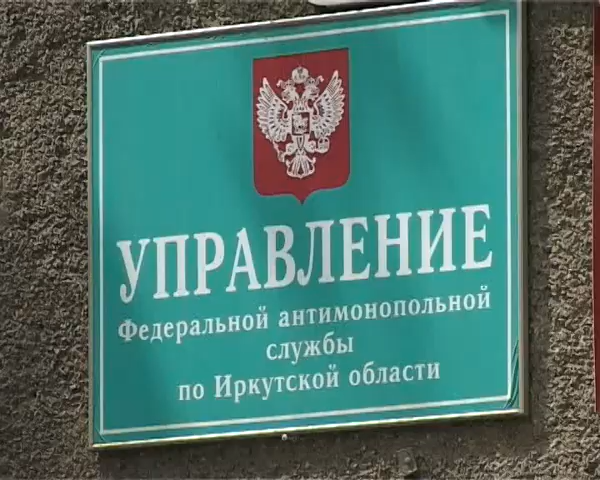 УПРАВЛЕНИЕ
Федеральной антимонопольной
службы
по Иркутской области